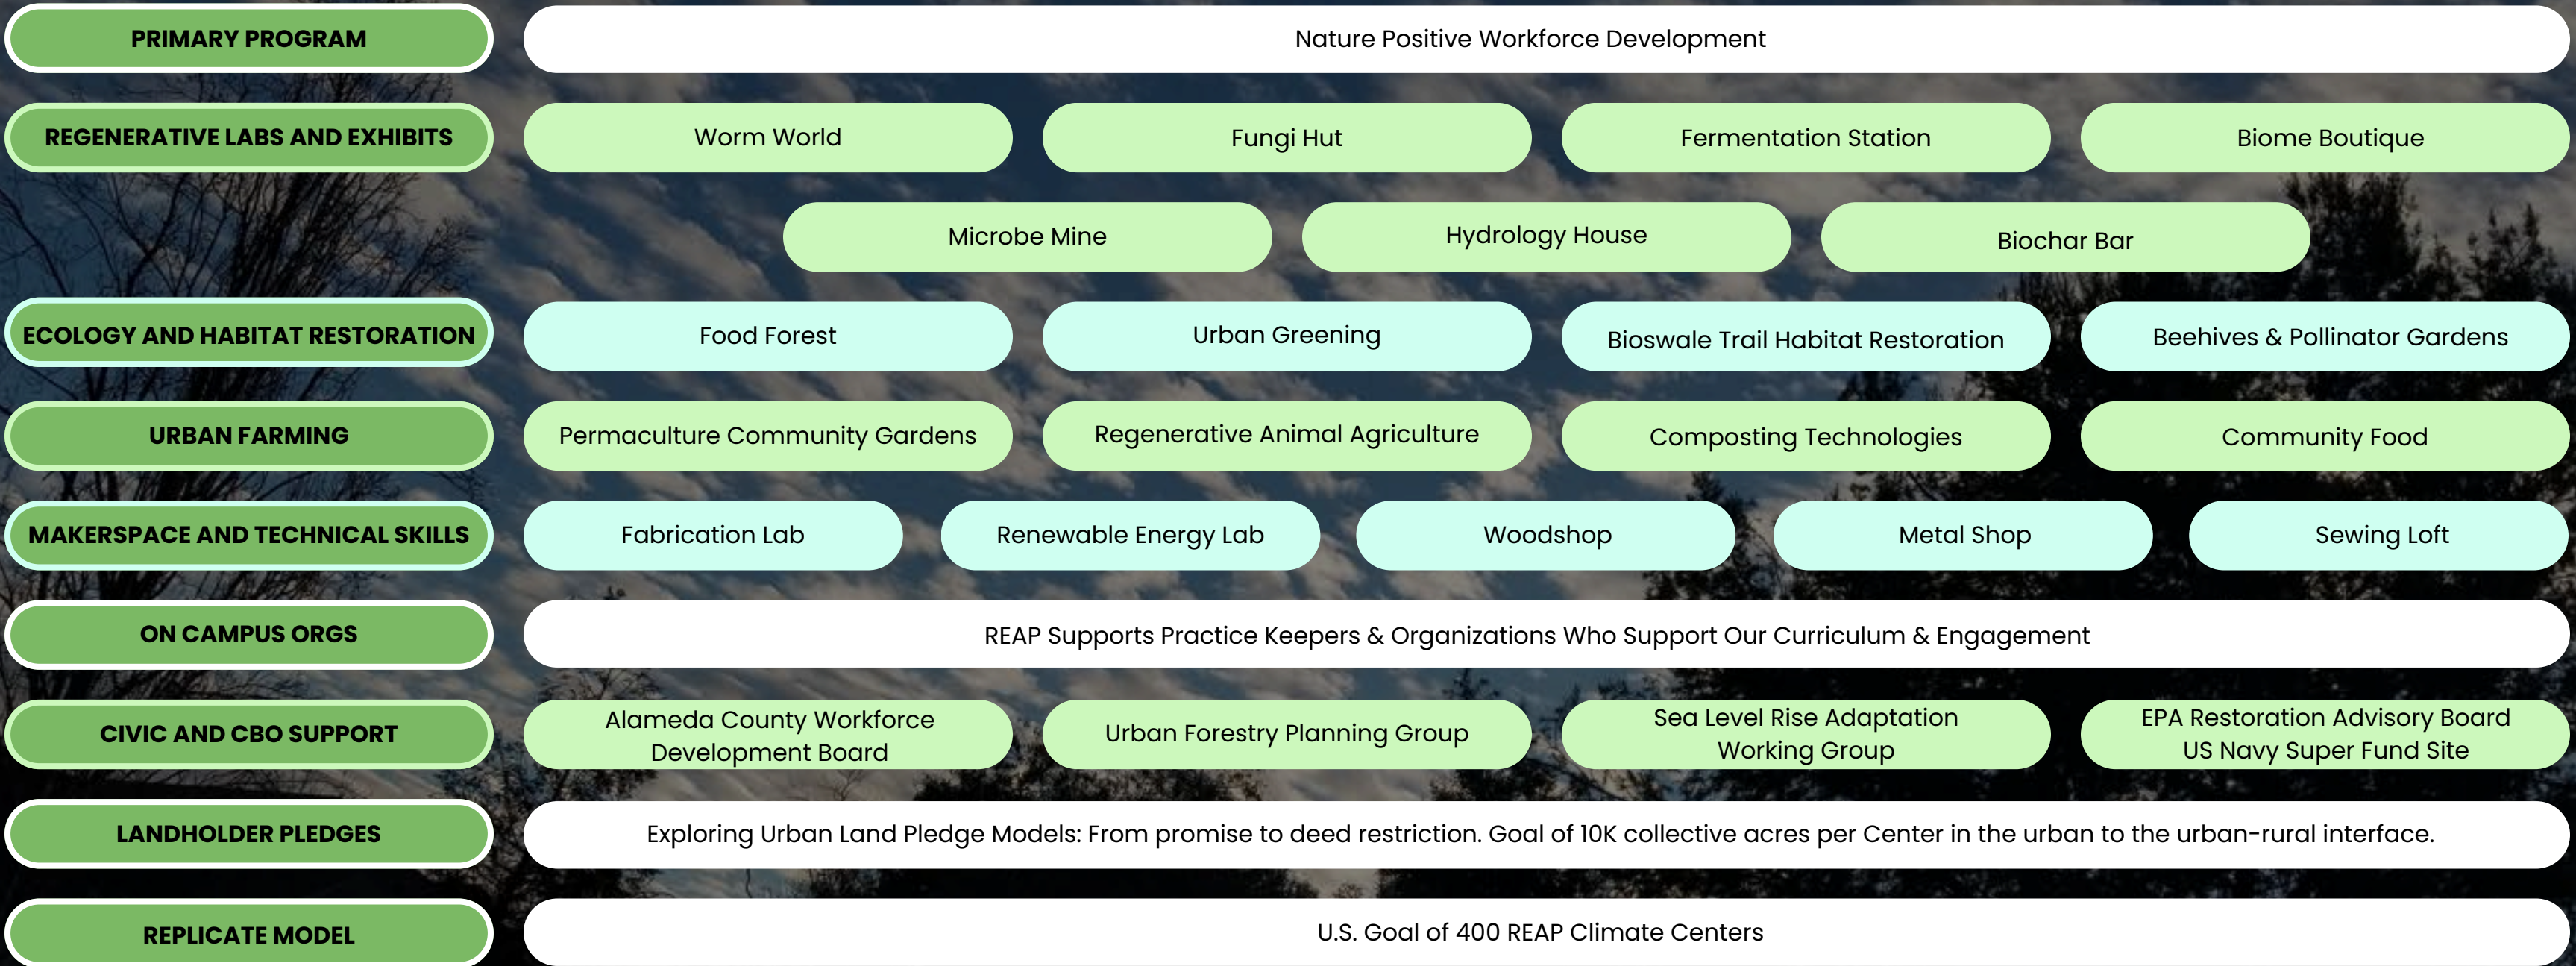 PRIMARY PROGRAM
Nature Positive Workforce Development
REGENERATIVE LABS AND EXHIBITS
Worm World
Fungi Hut
Fermentation Station
Biome Boutique
Microbe Mine
Hydrology House
Biochar Bar
ECOLOGY AND HABITAT RESTORATION
Food Forest
Urban Greening
Bioswale Trail Habitat Restoration
Beehives & Pollinator Gardens
URBAN FARMING
Permaculture Community Gardens
Regenerative Animal Agriculture
Composting Technologies
Community Food
MAKERSPACE AND TECHNICAL SKILLS
Fabrication Lab
Renewable Energy Lab
Woodshop
Metal Shop
Sewing Loft
ON CAMPUS ORGS
REAP Supports Practice Keepers & Organizations Who Support Our Curriculum & Engagement
CIVIC AND CBO SUPPORT
Alameda County Workforce
Development Board
Urban Forestry Planning Group
Sea Level Rise Adaptation
Working Group
EPA Restoration Advisory Board
US Navy Super Fund Site
LANDHOLDER PLEDGES
Exploring Urban Land Pledge Models: From promise to deed restriction. Goal of 10K collective acres per Center in the urban to the urban-rural interface.
REPLICATE MODEL
U.S. Goal of 400 REAP Climate Centers